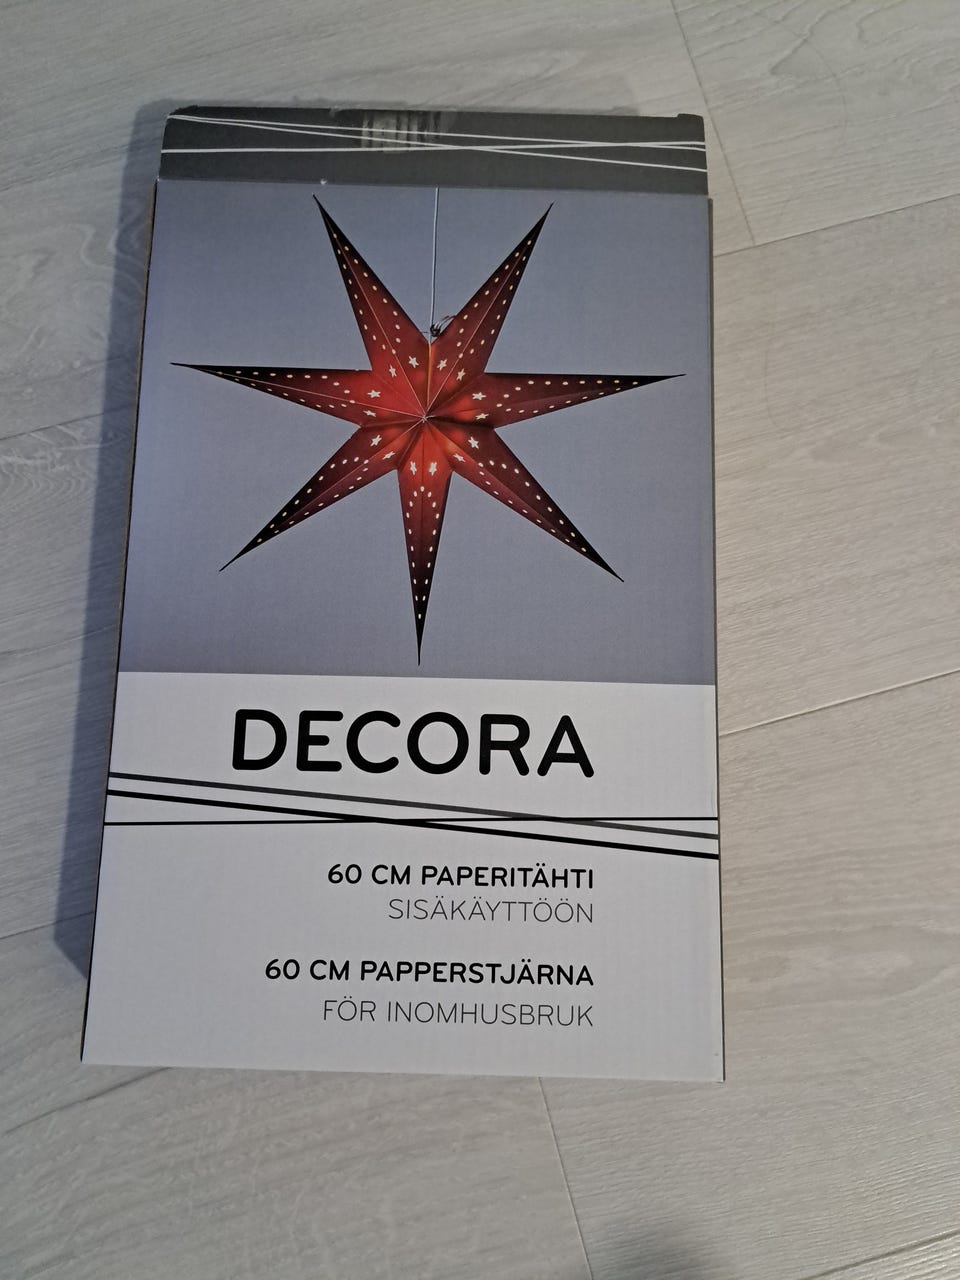 DECORA
60 CM PAPERITÄHTI
SISÄKÄYTTÖÖN
60 CM PAPPERSTJÄRNA
FÖR INOMHUSBRUK